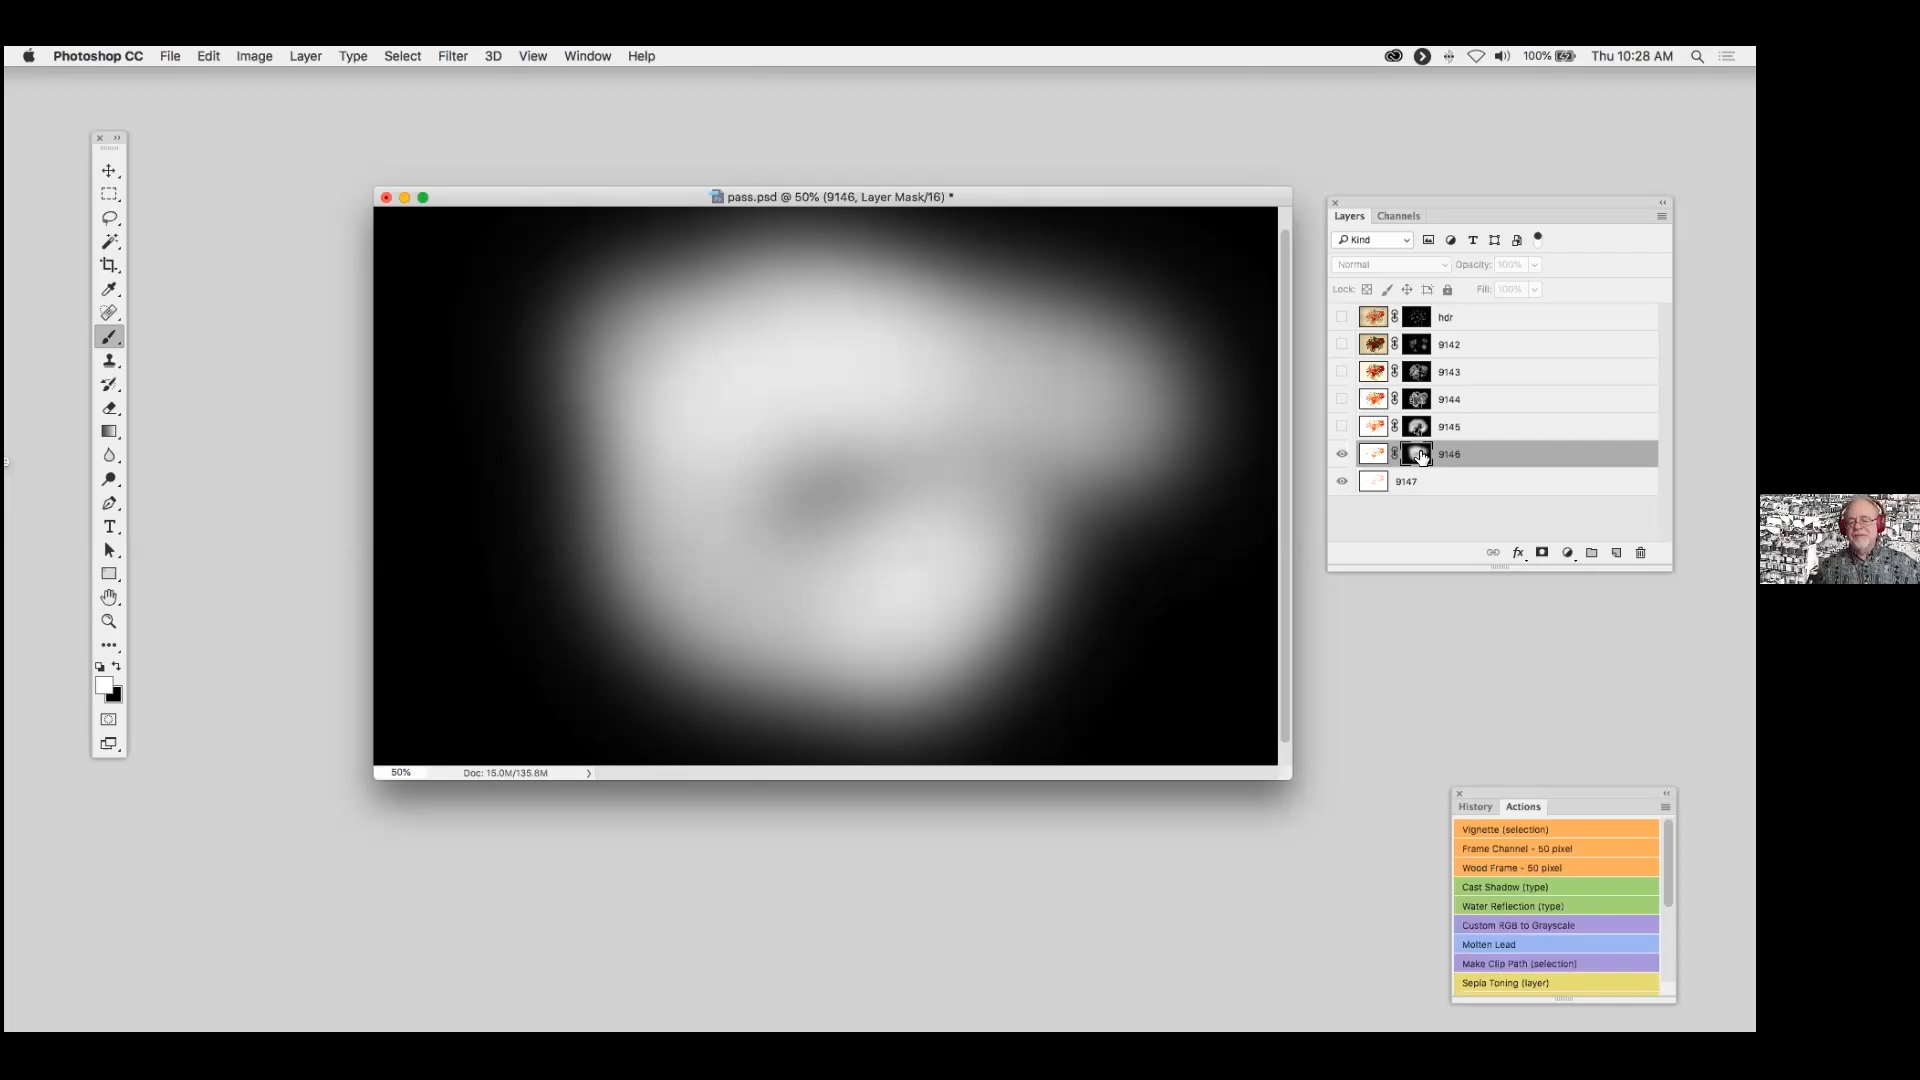 Photoshop CC File Edit Image Layer Type Select Filter 3D View Window Help 100% Thu 10:28 AM
pass.psd @ 50% (9146, Layer Mask/16) *
Layers Channels
Kind
Normal Opacity: 100%
Lock: Fill: 100%
hdr
9142
9143
9144
9145
9146
9147
fx
50% Doc: 15.0M/135.8M
History Actions
Vignette (selection)
Frame Channel - 50 pixel
Wood Frame - 50 pixel
Cast Shadow (type)
Water Reflection (type)
Custom RGB to Grayscale
Molten Lead
Make Clip Path (selection)
Sepia Toning (layer)